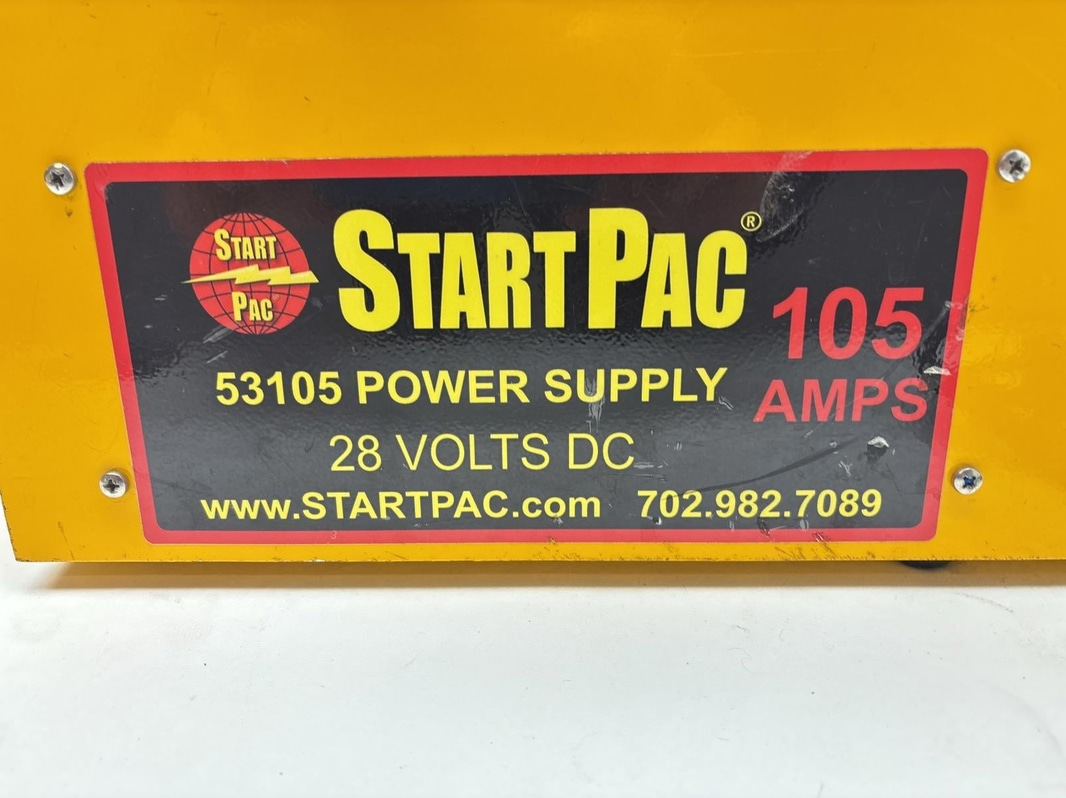 START
PAC
START PAC®
105
AMPS
53105 POWER SUPPLY
28 VOLTS DC
www.STARTPAC.com 702.982.7089